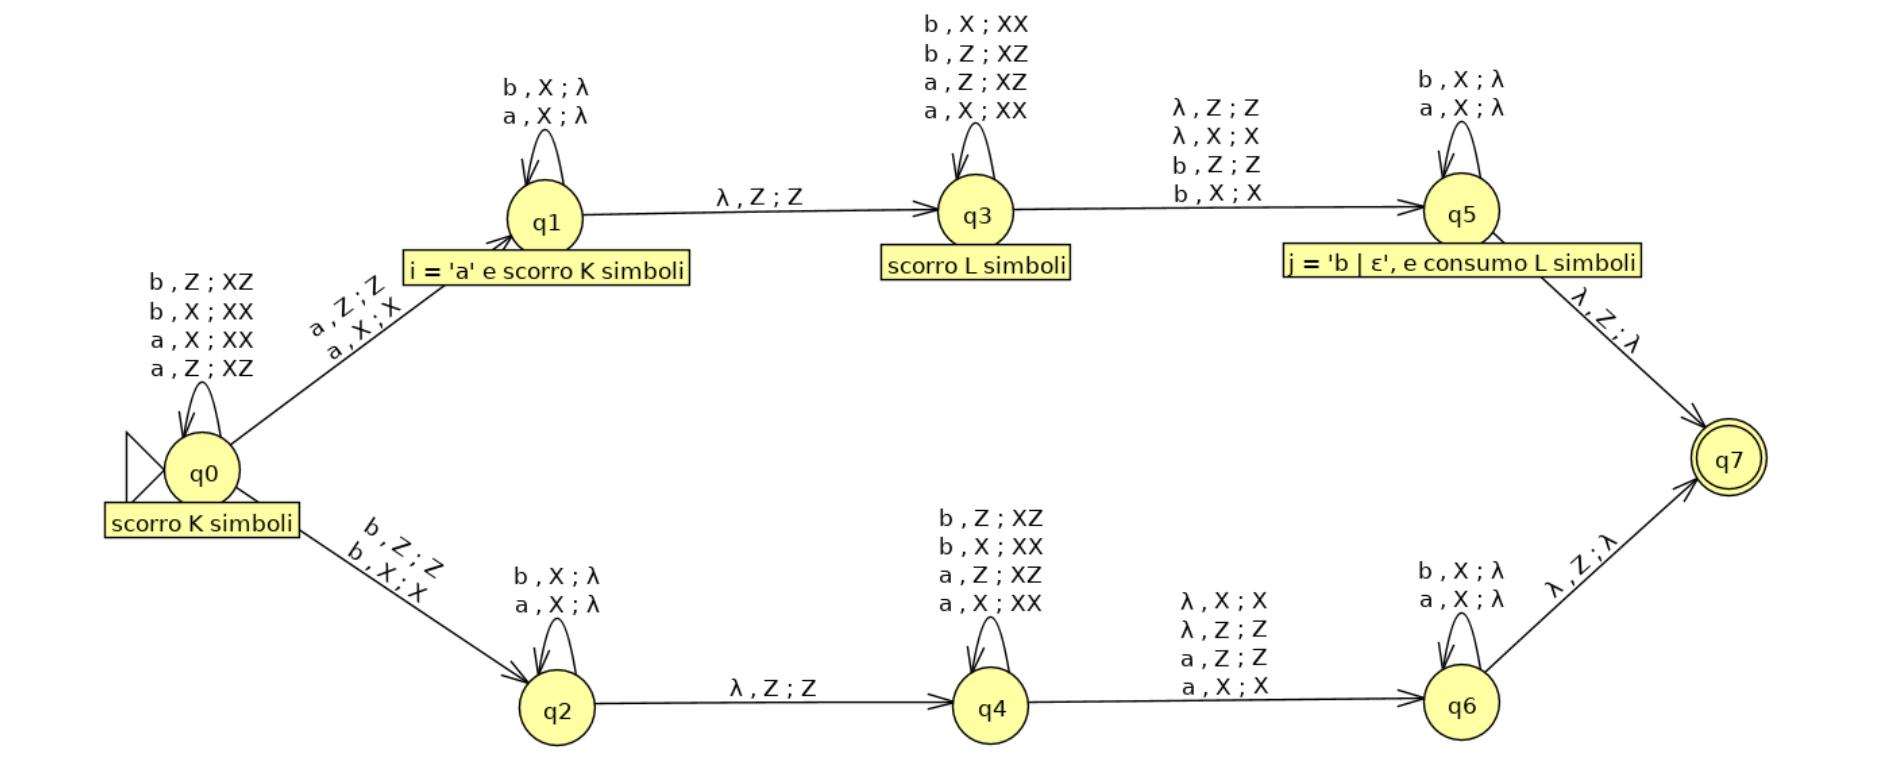 b , X ; XX
b , Z ; XZ
a , Z ; XZ
a , X ; XX
b , X ; λ
a , X ; λ
b , X ; λ
a , X ; λ
λ , Z ; Z
λ , X ; X
b , Z ; Z
b , X ; X
λ , Z ; Z
q1
q3
q5
i = 'a' e scorro K simboli
scorro L simboli
j = 'b | ε', e consumo L simboli
b , Z ; XZ
b , X ; XX
a , X ; XX
a , Z ; XZ
a , Z ; Z
a , X ; X
λ , Z ; λ
q0
scorro K simboli
q7
b , Z ; Z
b , X ; X
b , Z ; XZ
b , X ; XX
a , Z ; XZ
a , X ; XX
λ , Z ; λ
b , X ; λ
a , X ; λ
λ , X ; X
λ , Z ; Z
a , Z ; Z
a , X ; X
b , X ; λ
a , X ; λ
λ , Z ; Z
q2
q4
q6